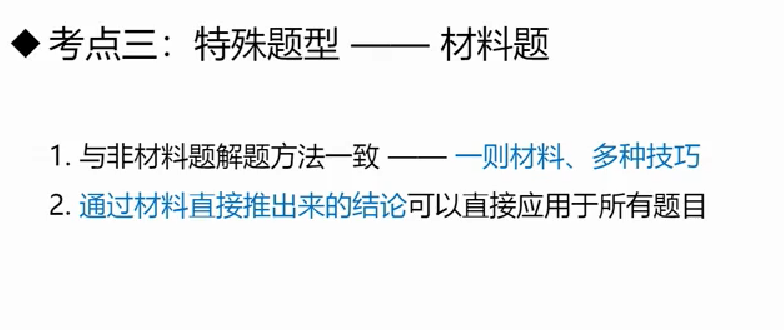 ◆ 考点三：特殊题型 —— 材料题
1. 与非材料题解题方法一致 —— 一则材料、多种技巧
2. 通过材料直接推出来的结论可以直接应用于所有题目